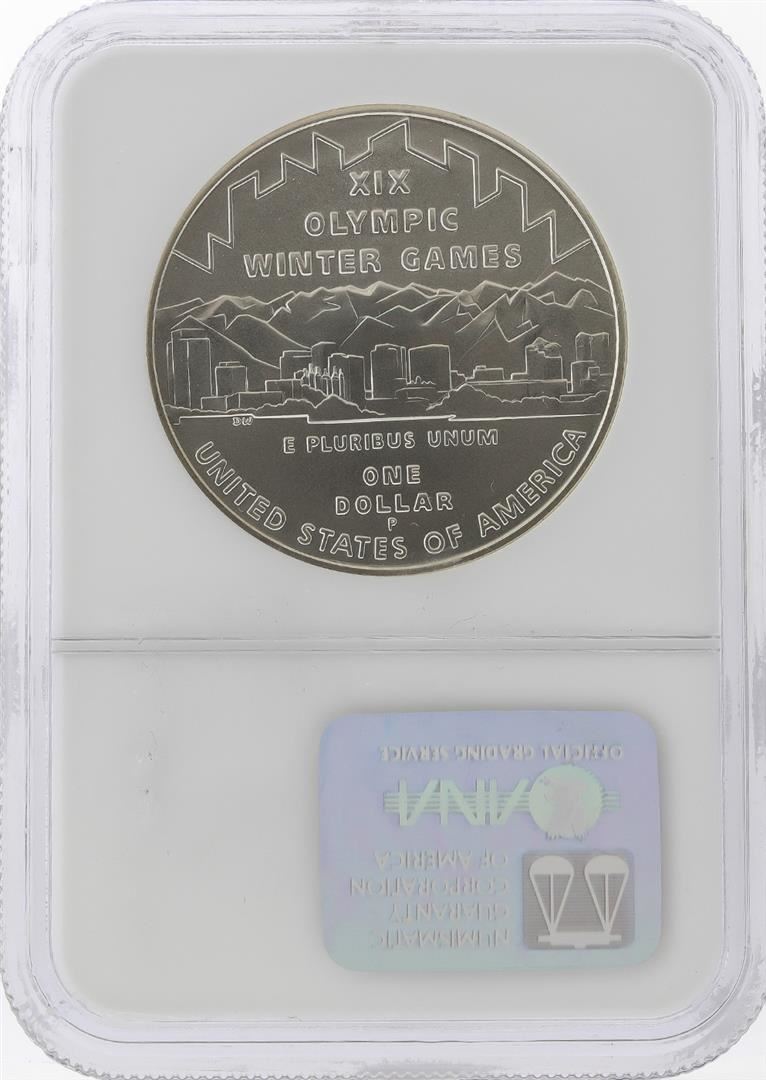 XIX
OLYMPIC
WINTER GAMES
DW
E PLURIBUS UNUM
ONE
DOLLAR
P
UNITED STATES OF AMERICA
NUMISMATIC
GUARANTY
CORPORATION
OF AMERICA
ANA
OFFICIAL GRADING SERVICE